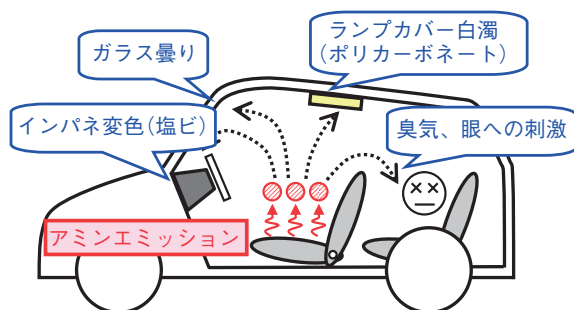 ランプカバー白濁
（ポリカーボネート）
ガラス曇り
インパネ変色（塩ビ）
臭気、眼への刺激
アミンエミッション